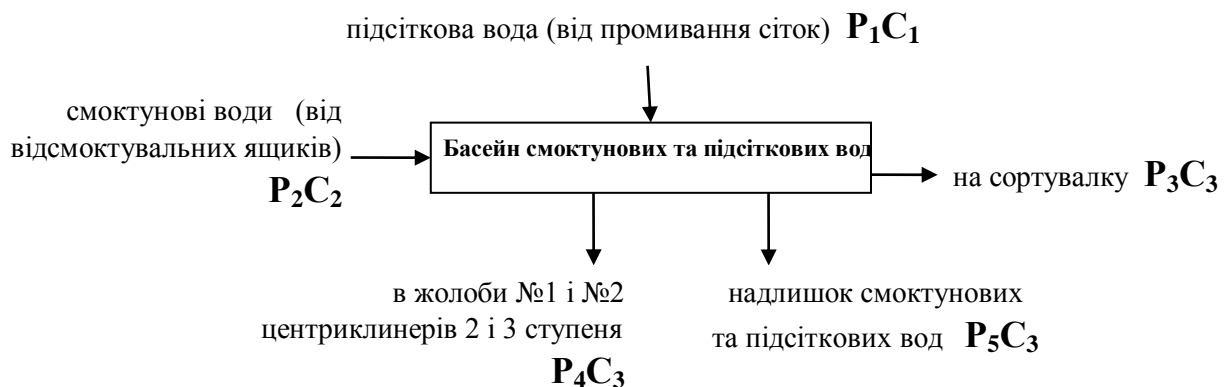 підсіткова вода (від промивання сіток) P₁C₁
смоктунові води (від
відсмоктувальних ящиків)
P₂C₂
Басейн смоктунових та підсіткових вод
на сортувалку P₃C₃
в жолоби №1 і №2
центриклинерів 2 і 3 ступеня
P₄C₃
надлишок смоктунових
та підсіткових вод P₅C₃